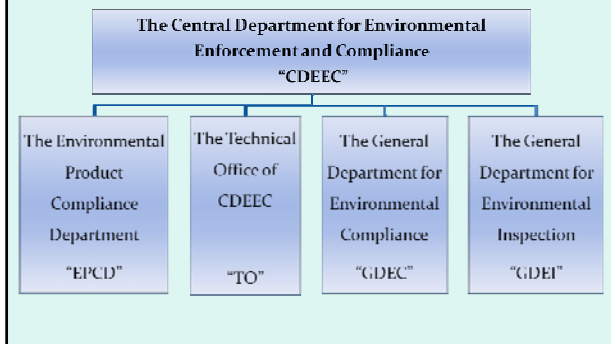 The Central Department for Environmental
Enforcement and Compliance
“CDEEC”
The Environmental
Product
Compliance
Department
“EPCD”
The Technical
Office of
CDEEC
“TO”
The General
Department for
Environmental
Compliance
“GDEC”
The General
Department for
Environmental
Inspection
“GDEI”